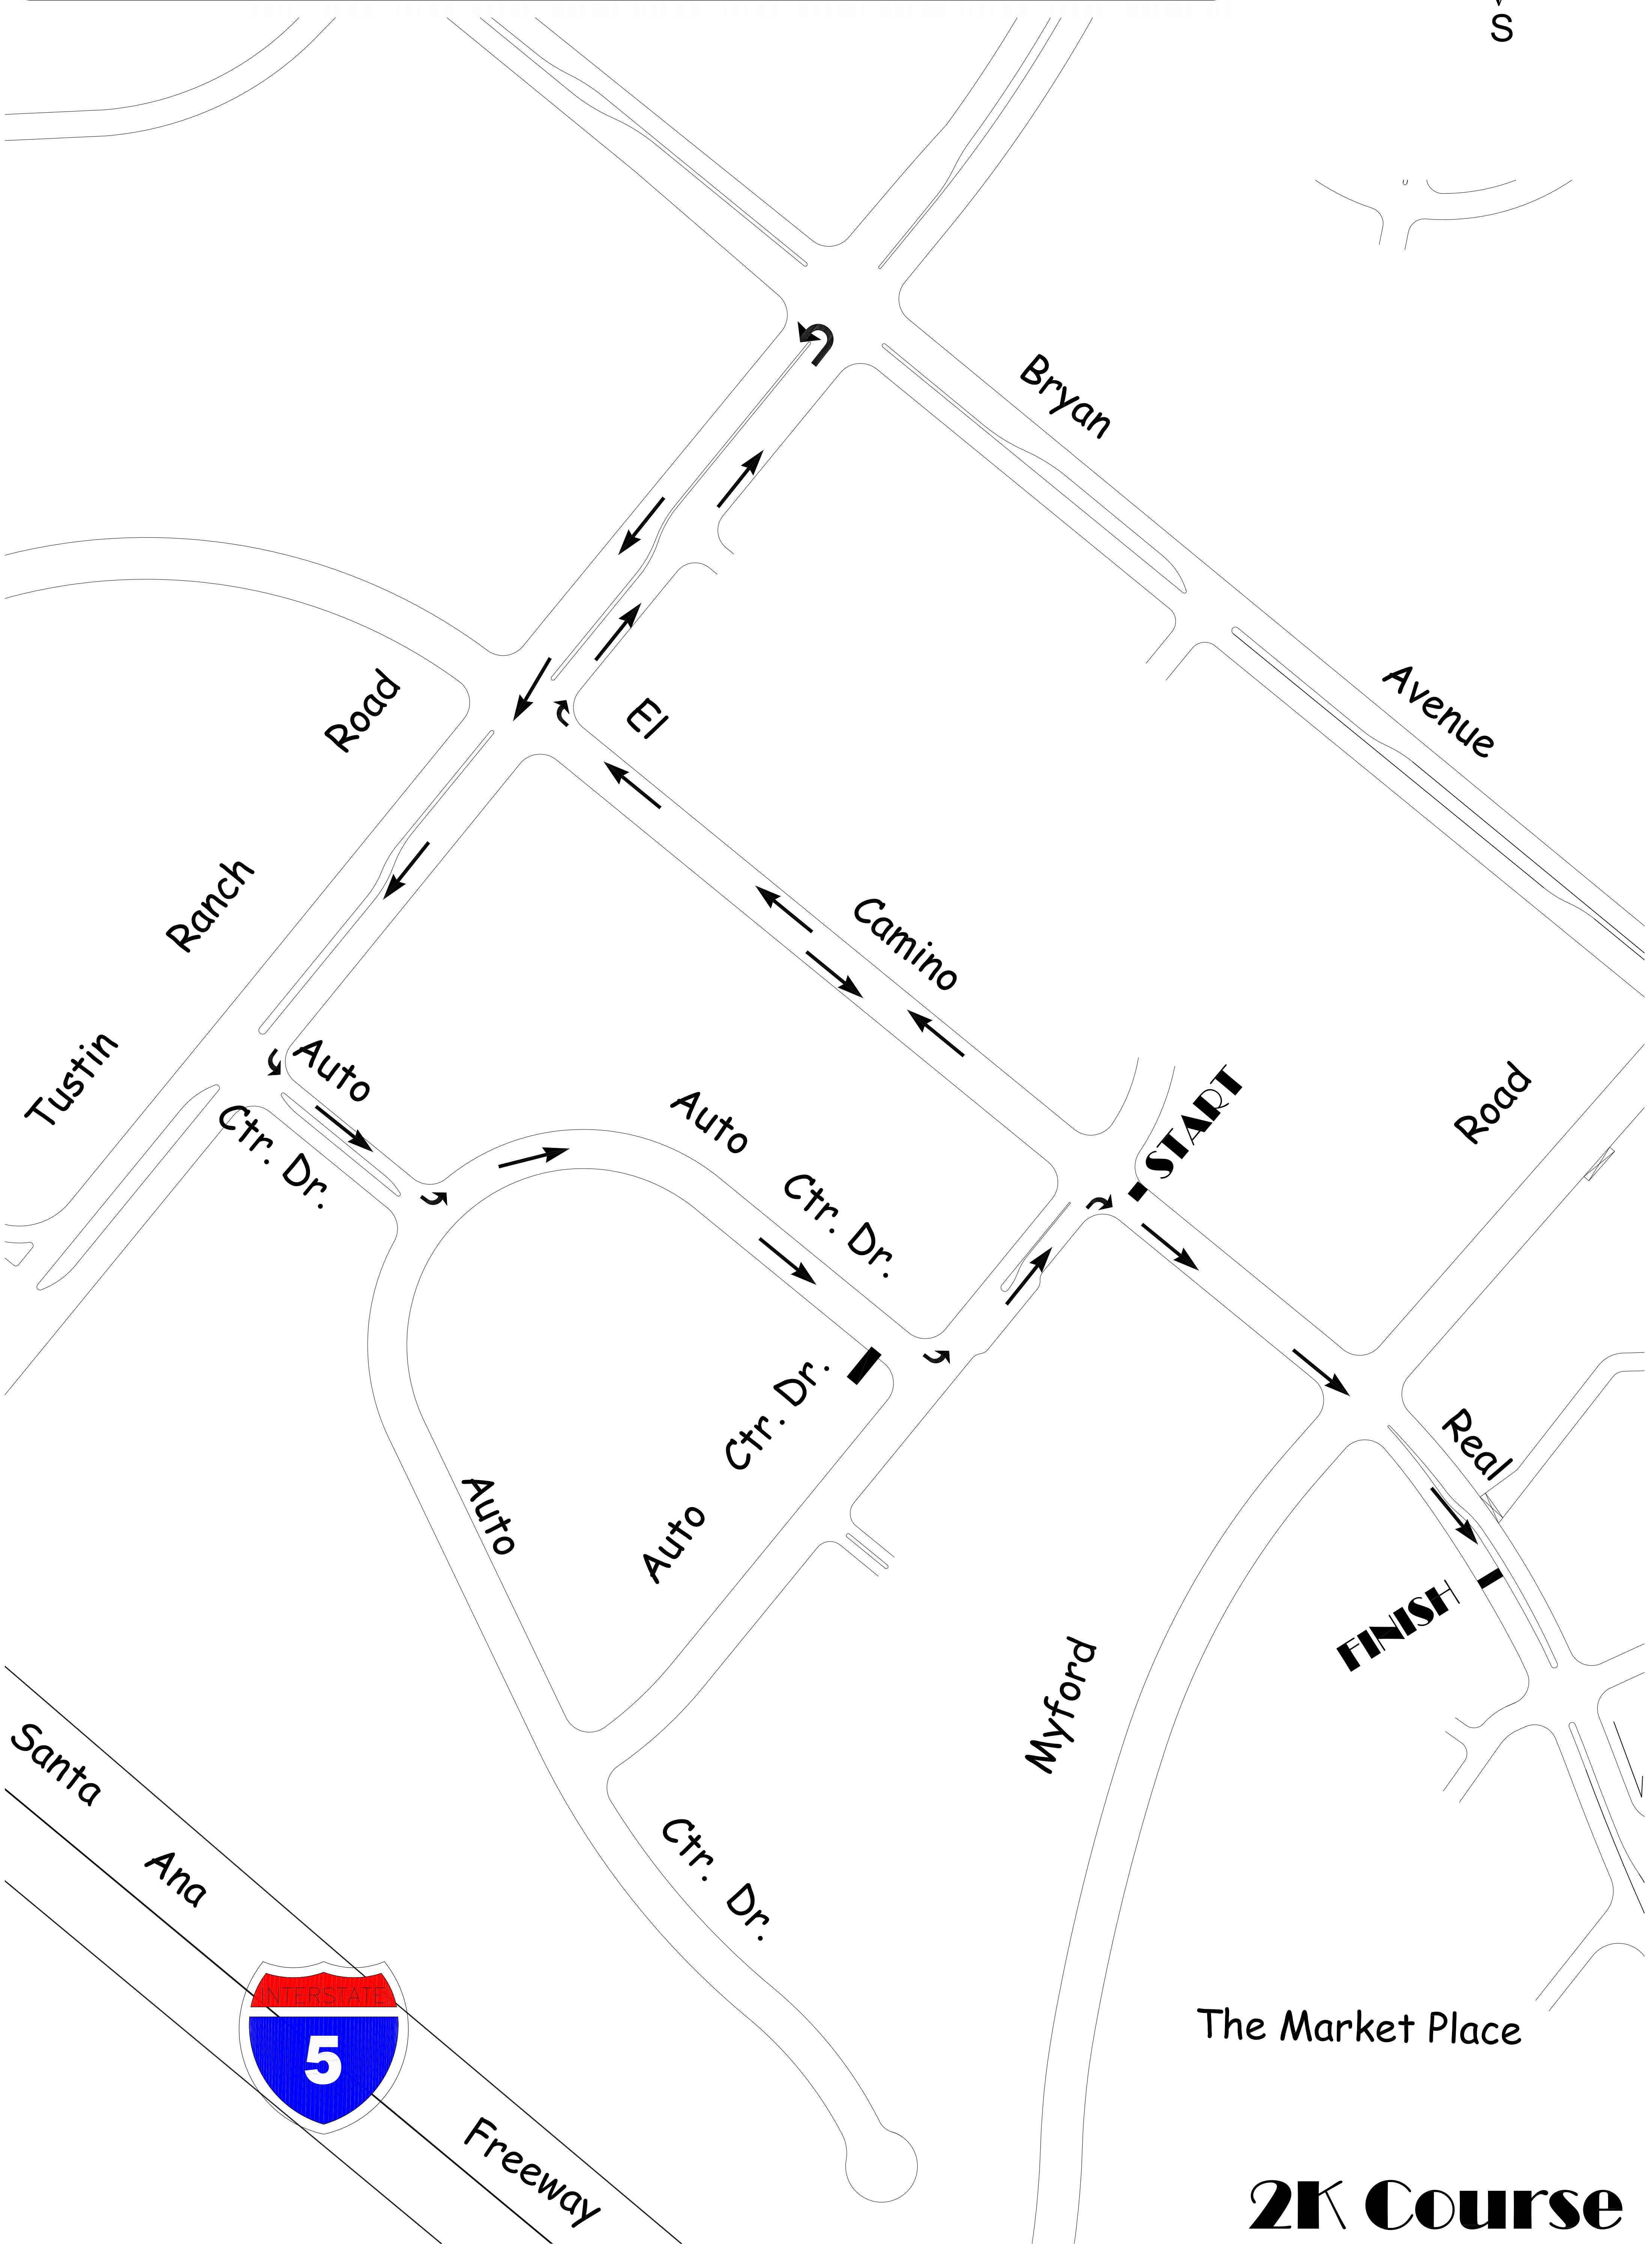 S
Bryan
Avenue
Road
El
Ranch
Camino
Tustin
Auto
Ctr. Dr.
Auto
Ctr. Dr.
START
Road
Real
Auto
Ctr. Dr.
Auto
FINISH
Myford
Santa
Ana
Freeway
Ctr. Dr.
INTERSTATE
5
The Market Place
2K Course